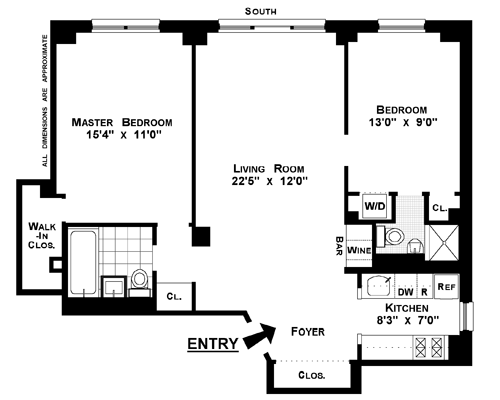 SOUTH
ALL DIMENSIONS ARE APPROXIMATE
MASTER BEDROOM
15'4" X 11'0"
BEDROOM
13'0" X 9'0"
LIVING ROOM
22'5" X 12'0"
W/D
CL.
WALK
-IN
CLOS.
BAR
WINE
CL.
DW R
REF
KITCHEN
8'3" X 7'0"
ENTRY
FOYER
CLOS.